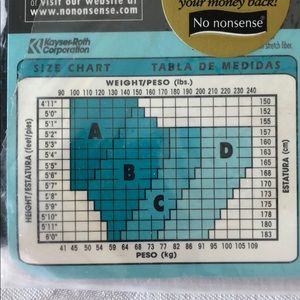 or visit our website at
www.nononsense.com
your money back!
No nonsense
Kayser-Roth
Corporation
stretch fiber.
SIZE CHART TABLA DE MEDIDAS
WEIGHT/PESO (lbs.)
90 100 110 120 130 140 150 160 170 180 190 200 210 220 230 240
HEIGHT/ESTATURA (feet/pies)
4'11" 150
5'0" 152
5'1" 155
5'2" 157
5'3" 160
5'4" 163
5'5" 165
5'6" 168
5'7" 170
5'8" 173
5'9" 175
5'10" 178
5'11" 180
6'0" 183
A
B
C
D
ESTATURA (cm)
41 45 50 54 59 64 68 73 77 82 86 91 95 100 105 109
PESO (kg)